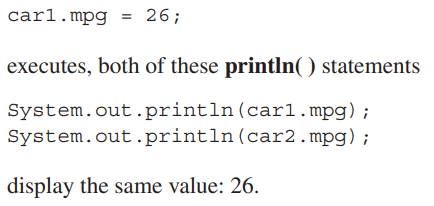 car1.mpg = 26;
executes, both of these println( ) statements
System.out.println(car1.mpg);
System.out.println(car2.mpg);
display the same value: 26.